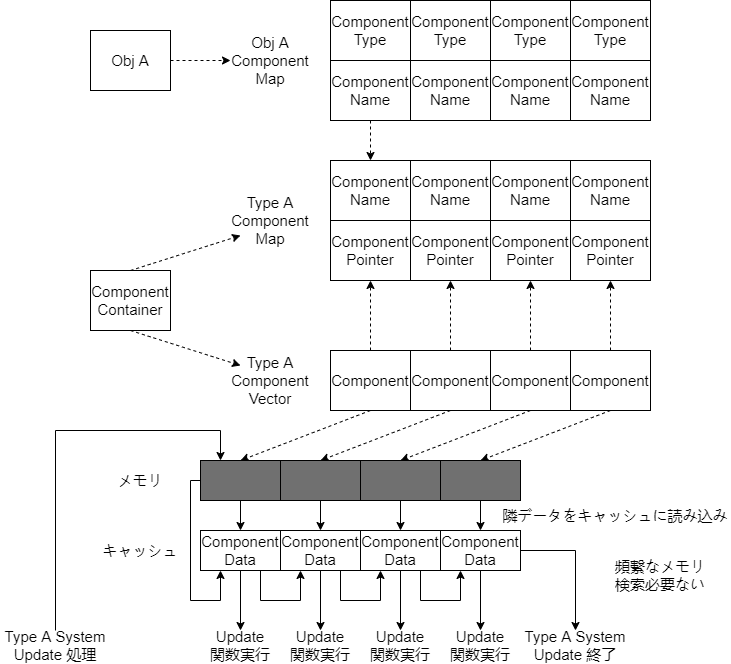 Component Component Component Component
Type Type Type Type
Obj A
Obj A
Component
Map
Component Component Component Component
Name Name Name Name
Component Component Component Component
Name Name Name Name
Type A
Component
Map
Component Component Component Component
Pointer Pointer Pointer Pointer
Component
Container
Type A
Component
Vector
Component Component Component Component
メモリ
隣データをキャッシュに読み込み
キャッシュ
Component Component Component Component
Data Data Data Data
頻繋なメモリ
検索必要ない
Type A System
Update 処理
Update Update Update Update
関数実行 関数実行 関数実行 関数実行
Type A System
Update 終了